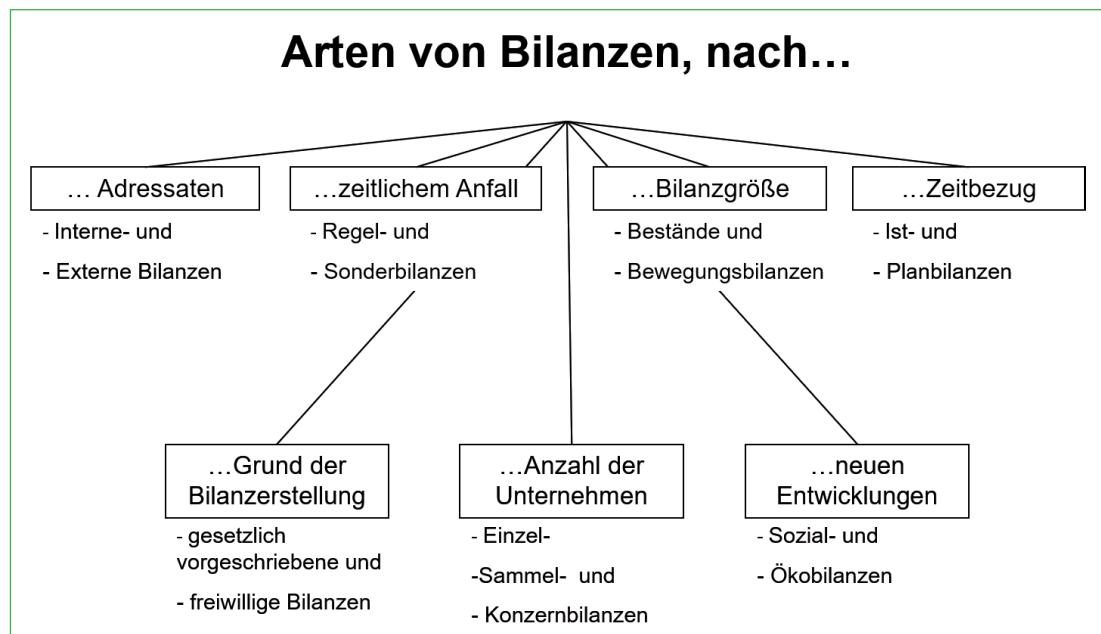 Arten von Bilanzen, nach…
… Adressaten
- Interne- und
- Externe Bilanzen
…zeitlichem Anfall
- Regel- und
- Sonderbilanzen
…Bilanzgröße
- Bestände und
- Bewegungsbilanzen
…Zeitbezug
- Ist- und
- Planbilanzen
…Grund der
Bilanzerstellung
- gesetzlich
vorgeschriebene und
- freiwillige Bilanzen
…Anzahl der
Unternehmen
- Einzel-
-Sammel- und
- Konzernbilanzen
…neuen
Entwicklungen
- Sozial- und
- Ökobilanzen